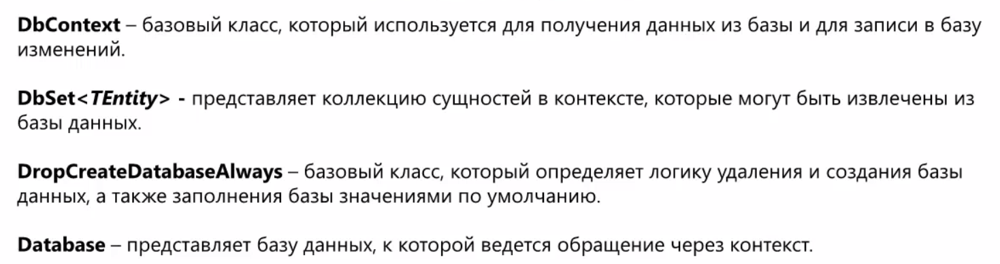 DbContext – базовый класс, который используется для получения данных из базы и для записи в базу
изменений.
DbSet<TEntity> - представляет коллекцию сущностей в контексте, которые могут быть извлечены из
базы данных.
DropCreateDatabaseAlways – базовый класс, который определяет логику удаления и создания базы
данных, а также заполнения базы значениями по умолчанию.
Database – представляет базу данных, к которой ведется обращение через контекст.